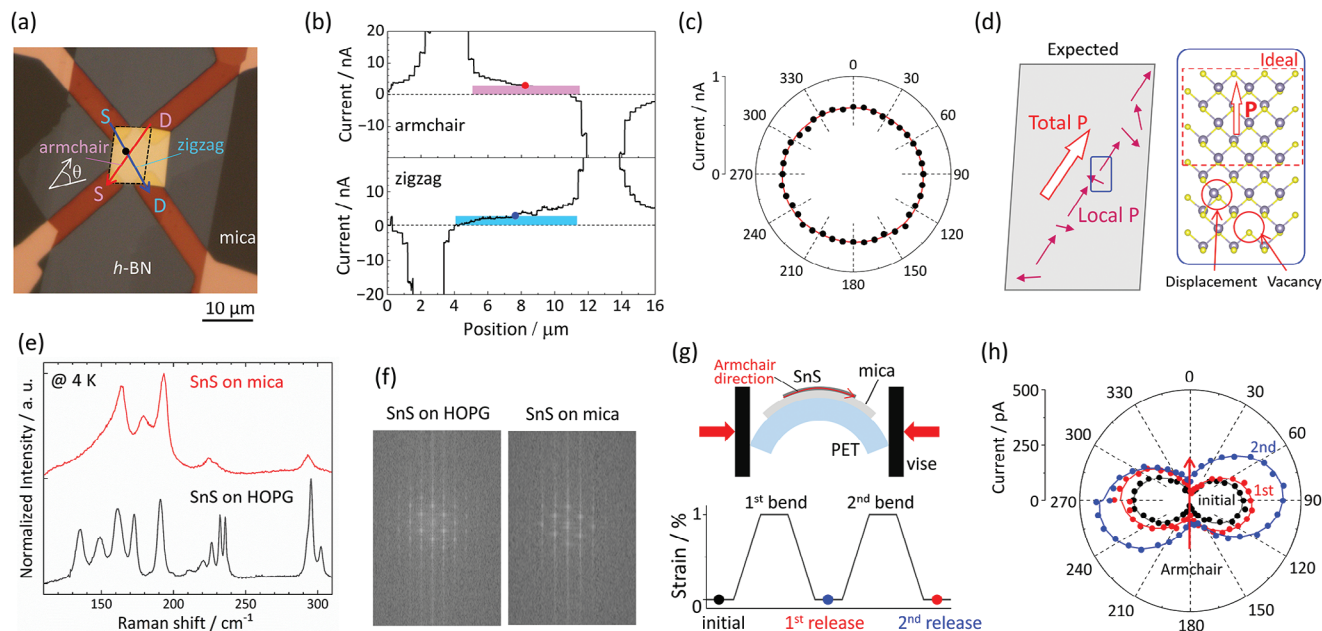 (a)
S
D
armchair
zigzag
θ
S
D
mica
h-BN
10 μm
(b)
Current / nA
20
10
0
−10
armchair
zigzag
Current / nA
10
0
−10
−20
0 2 4 6 8 10 12 14 16
Position / μm
(c)
Current / nA
1
0
0
30
60
90
120
150
180
210
240
270
300
330
(d)
Expected
Total P
Local P
Ideal
P
Displacement
Vacancy
(e)
@ 4 K
SnS on mica
SnS on HOPG
Normalized Intensity / a. u.
150 200 250 300
Raman shift / cm-1
(f)
SnS on HOPG
SnS on mica
(g)
Armchair
direction
SnS
mica
PET
vise
1st bend
2nd bend
Strain / %
1
0
initial
1st release
2nd release
(h)
Current / pA
500
250
0
0
30
60
90
120
150
180
210
240
270
300
330
2nd
1st
initial
Armchair